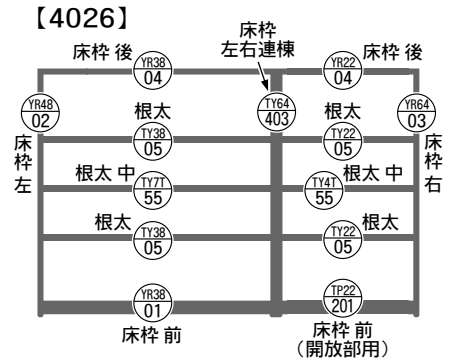 【4026】
床枠
左右連棟
床枠 後
YR38
04
YR22
04
床枠 後
YR48
02
TY64
403
YR64
03
床枠 左
床枠 右
根太
TY38
05
根太
TY22
05
根太 中
TY7T
55
根太 中
TY4T
55
根太
TY38
05
根太
TY22
05
YR38
01
床枠 前
TP22
201
床枠 前
（開放部用）